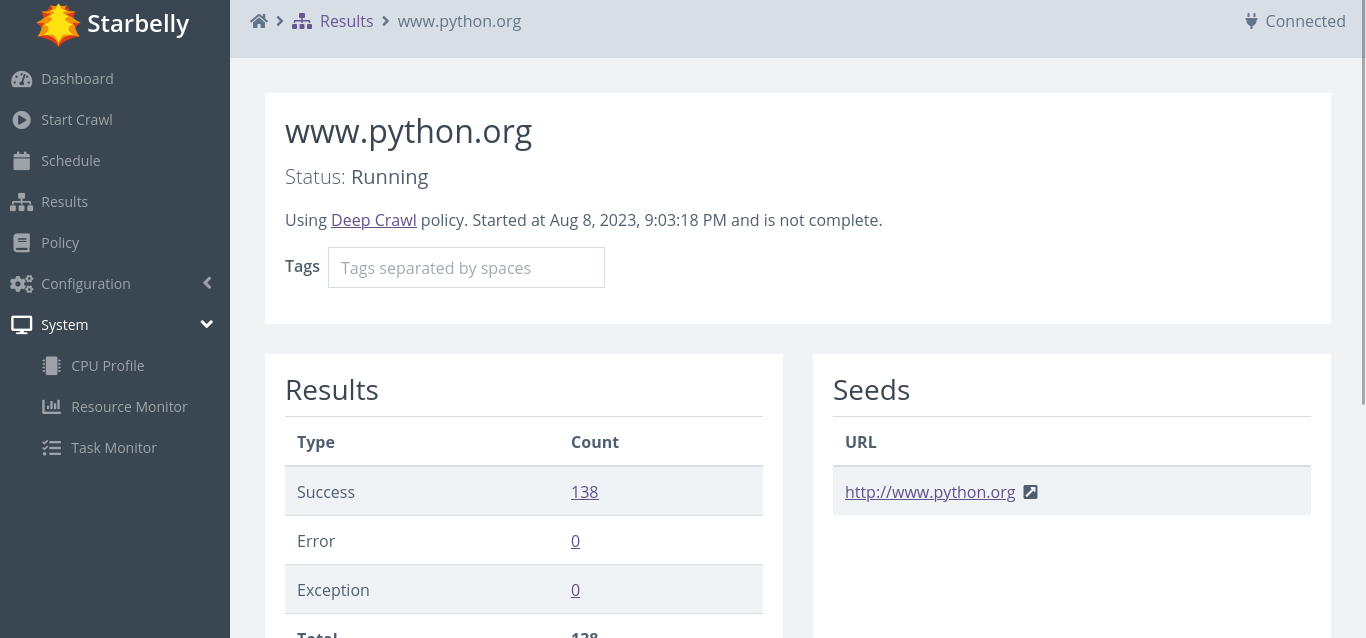 Starbelly
Dashboard
Start Crawl
Schedule
Results
Policy
Configuration
System
CPU Profile
Resource Monitor
Task Monitor
Results www.python.org
Connected
www.python.org
Status: Running
Using Deep Crawl policy. Started at Aug 8, 2023, 9:03:18 PM and is not complete.
Tags Tags separated by spaces
Results
Type Count
Success 138
Error 0
Exception 0
Total 138
Seeds
URL
http://www.python.org